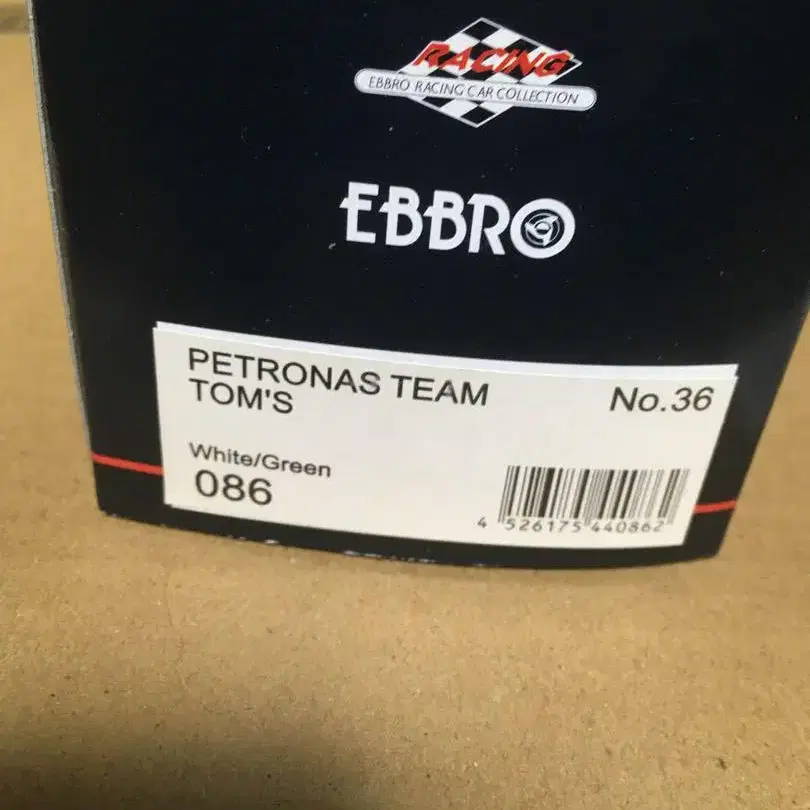 RACING
EBBRO RACING CAR COLLECTION
EBBRO
PETRONAS TEAM
TOM'S
No.36
White/Green
086
4 526175 440862